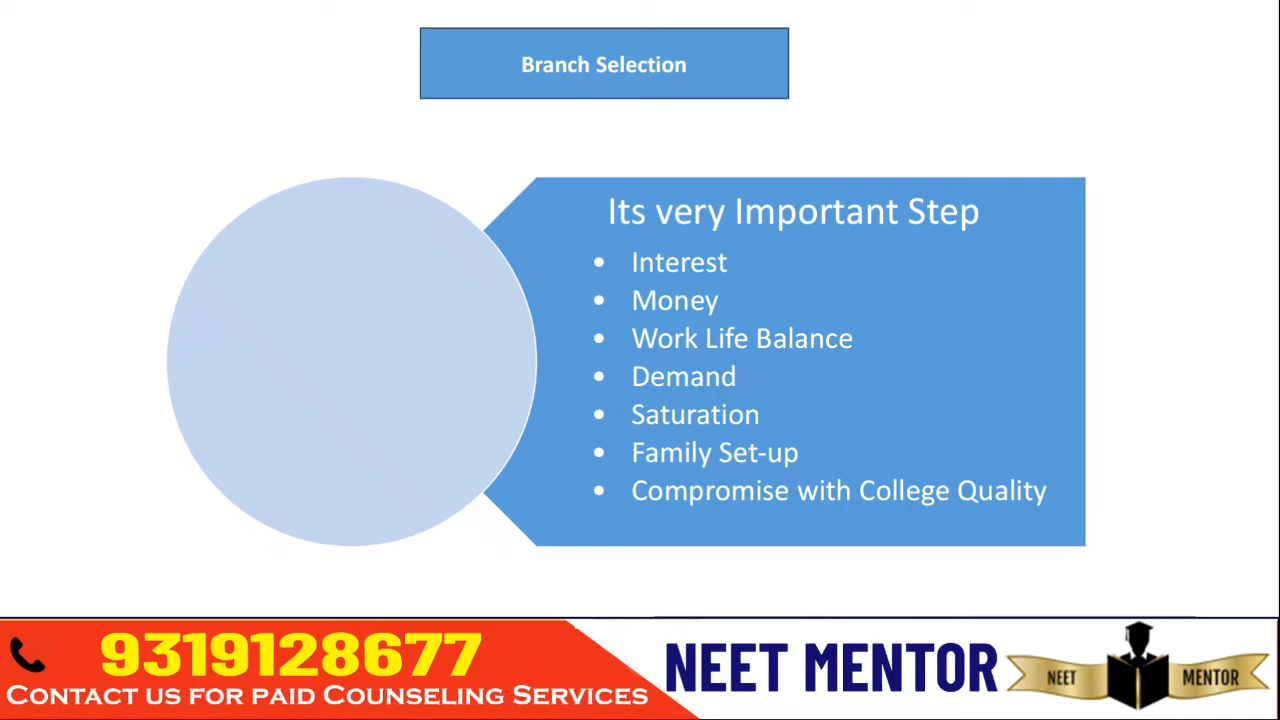 Branch Selection
Its very Important Step
• Interest
• Money
• Work Life Balance
• Demand
• Saturation
• Family Set-up
• Compromise with College Quality
9319128677
CONTACT US FOR PAID COUNSELING SERVICES
NEET MENTOR
NEET MENTOR